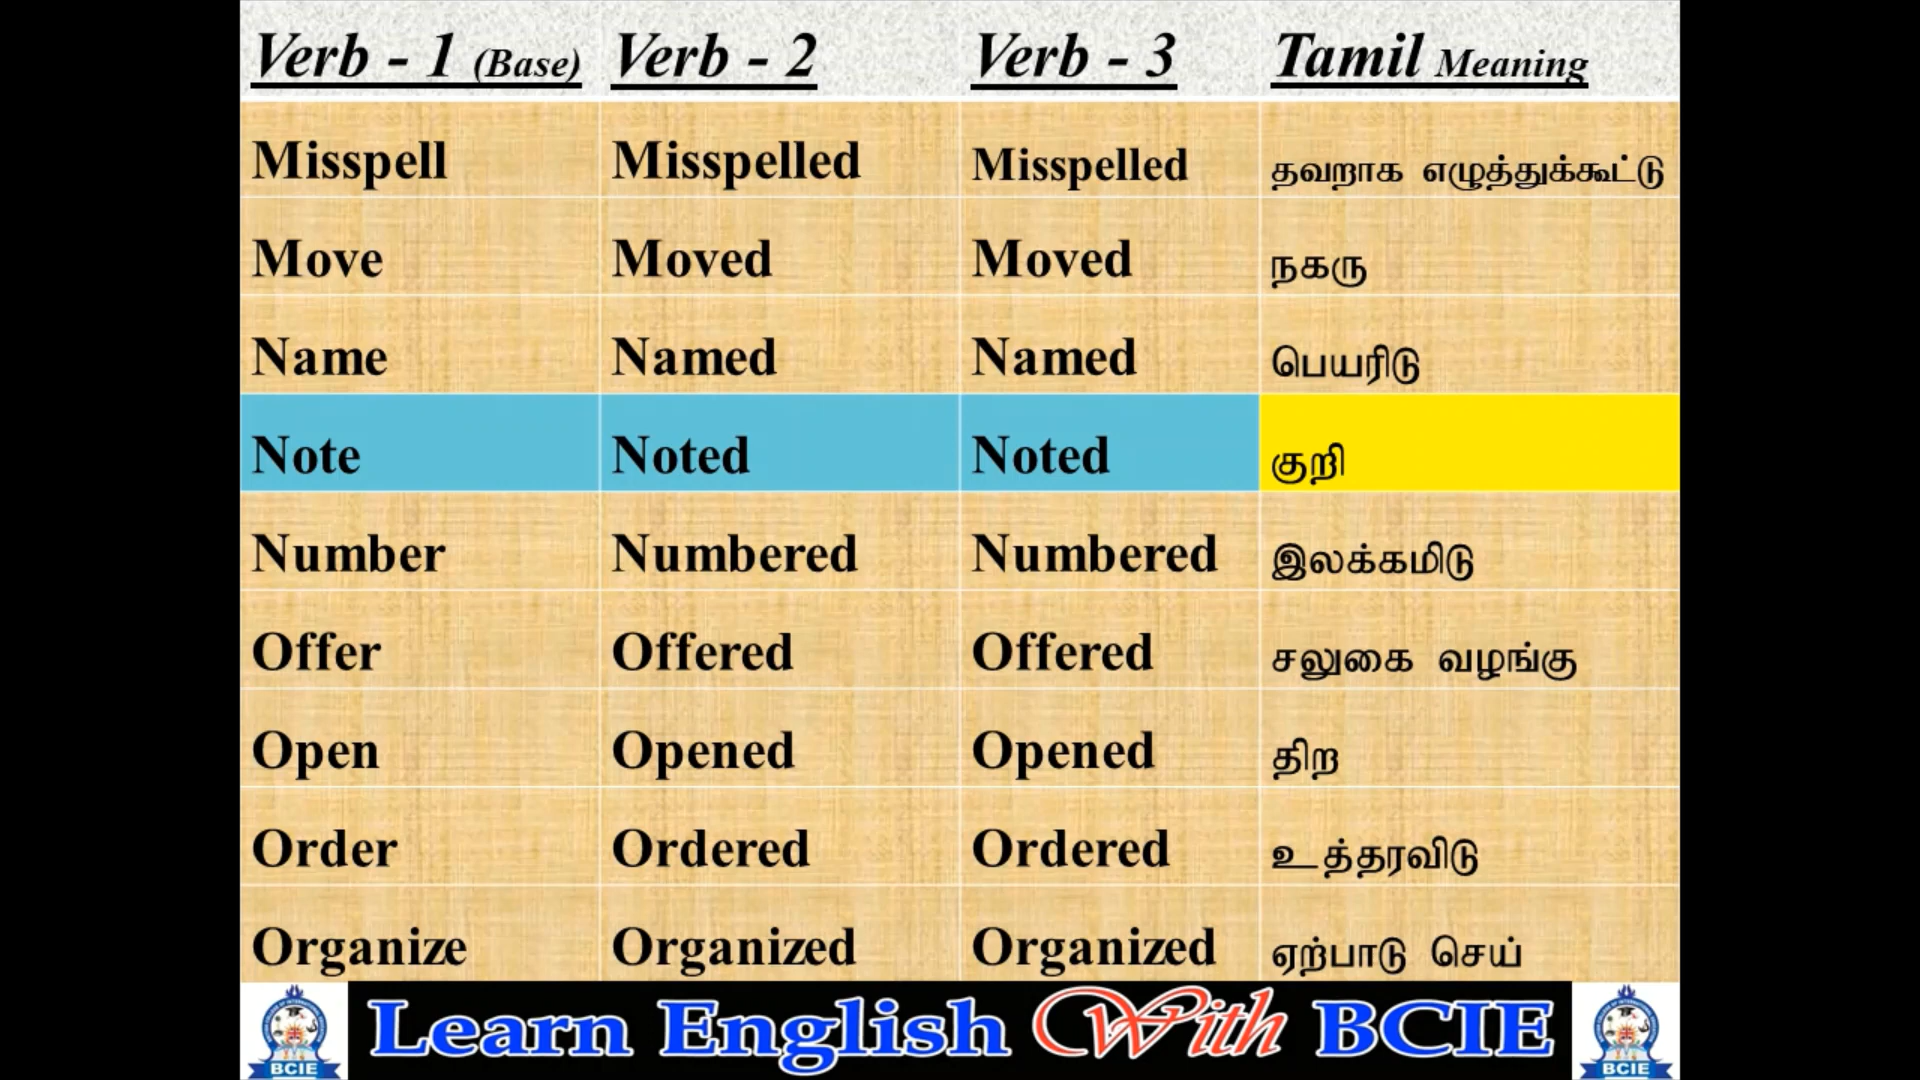 Verb - 1 (Base) Verb - 2 Verb - 3 Tamil Meaning
Misspell Misspelled Misspelled தவறாக எழுத்துக்கூட்டு
Move Moved Moved நகரு
Name Named Named பெயரிடு
Note Noted Noted குறி
Number Numbered Numbered இலக்கமிடு
Offer Offered Offered சலுகை வழங்கு
Open Opened Opened திற
Order Ordered Ordered உத்தரவிடு
Organize Organized Organized ஏற்பாடு செய்
BCIE Learn English With BCIE BCIE